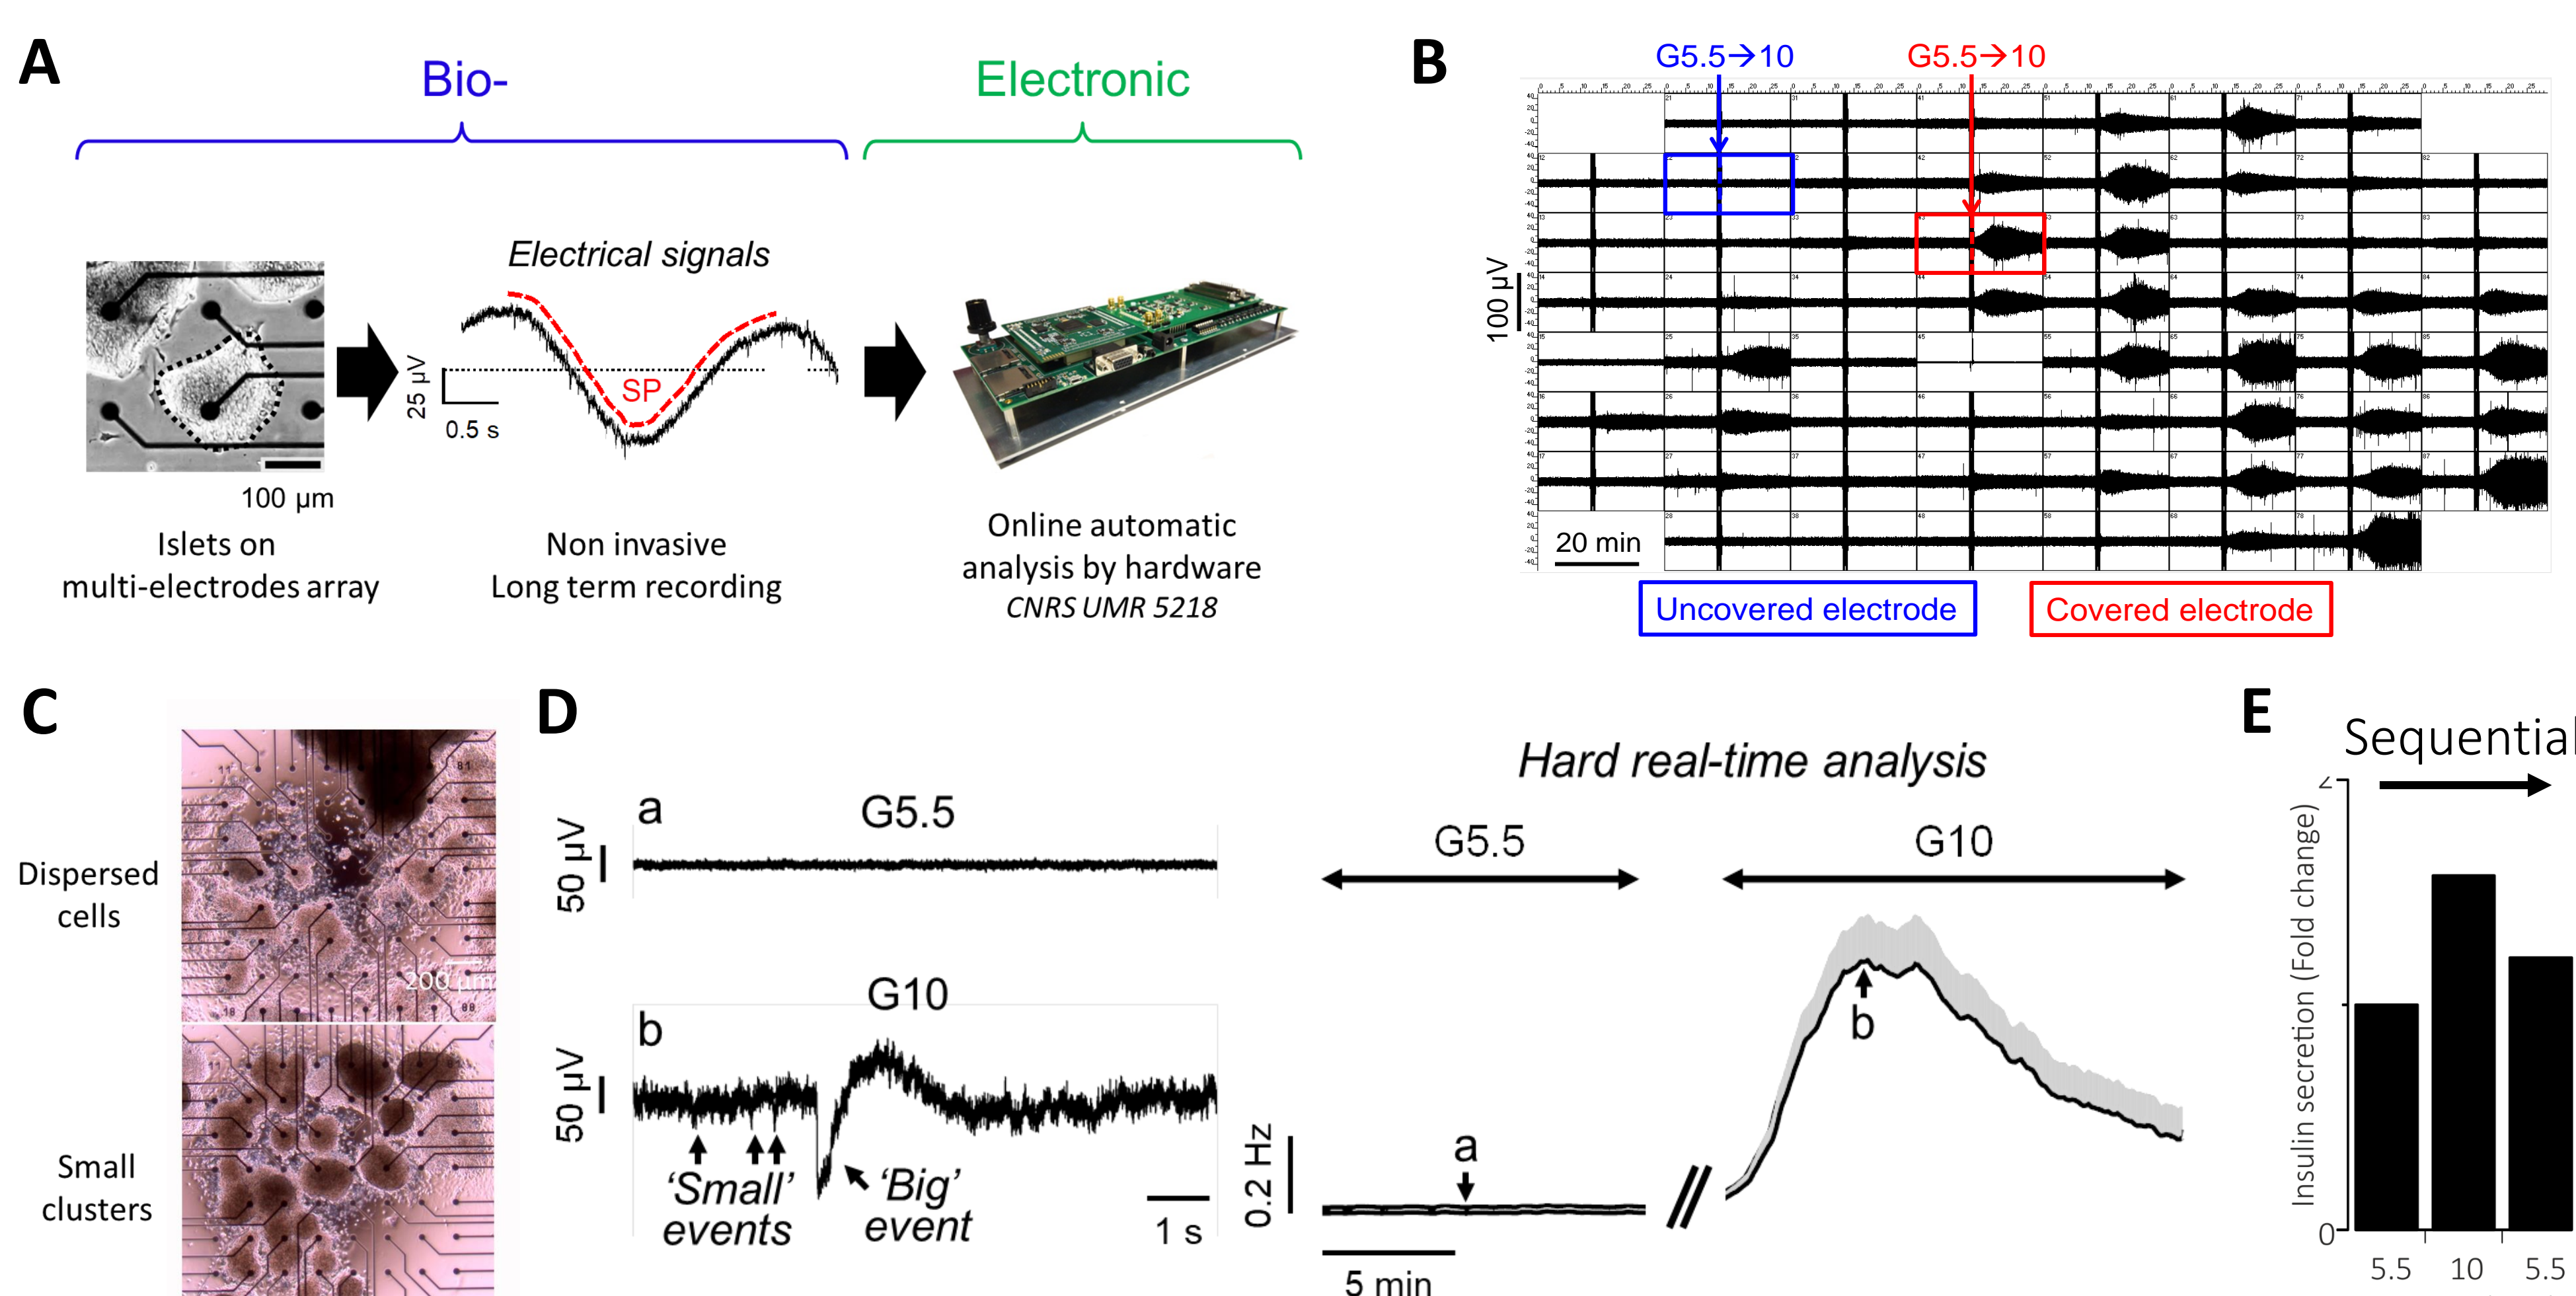 A
Bio-
Electronic
Electrical signals
SP
25 µV
0.5 s
100 µm
Islets on
multi-electrodes array
Non invasive
Long term recording
Online automatic
analysis by hardware
CNRS UMR 5218
B
G5.5→10
G5.5→10
100 µV
20 min
Uncovered electrode
Covered electrode
C
Dispersed
cells
200 µm
Small
clusters
D
a
G5.5
50 µV
G10
b
50 µV
'Small'
events
'Big'
event
1 s
Hard real-time analysis
G5.5
G10
a
b
0.2 Hz
5 min
E
Sequential
Insulin secretion (Fold change)
2
0
5.5 10 5.5